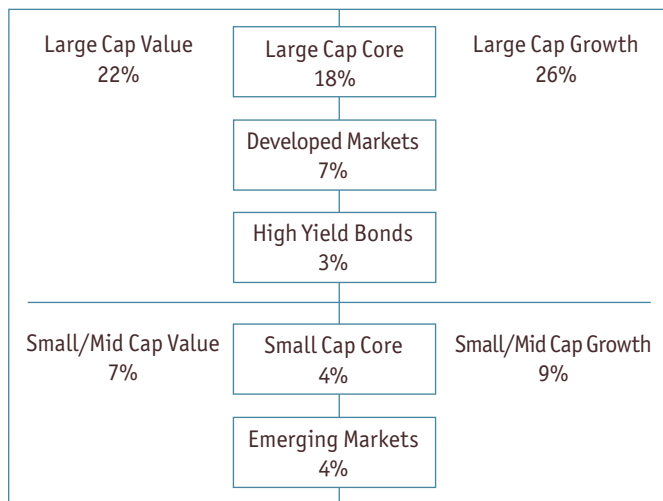 Large Cap Value
22%
Large Cap Core
18%
Large Cap Growth
26%
Developed Markets
7%
High Yield Bonds
3%
Small/Mid Cap Value
7%
Small Cap Core
4%
Small/Mid Cap Growth
9%
Emerging Markets
4%